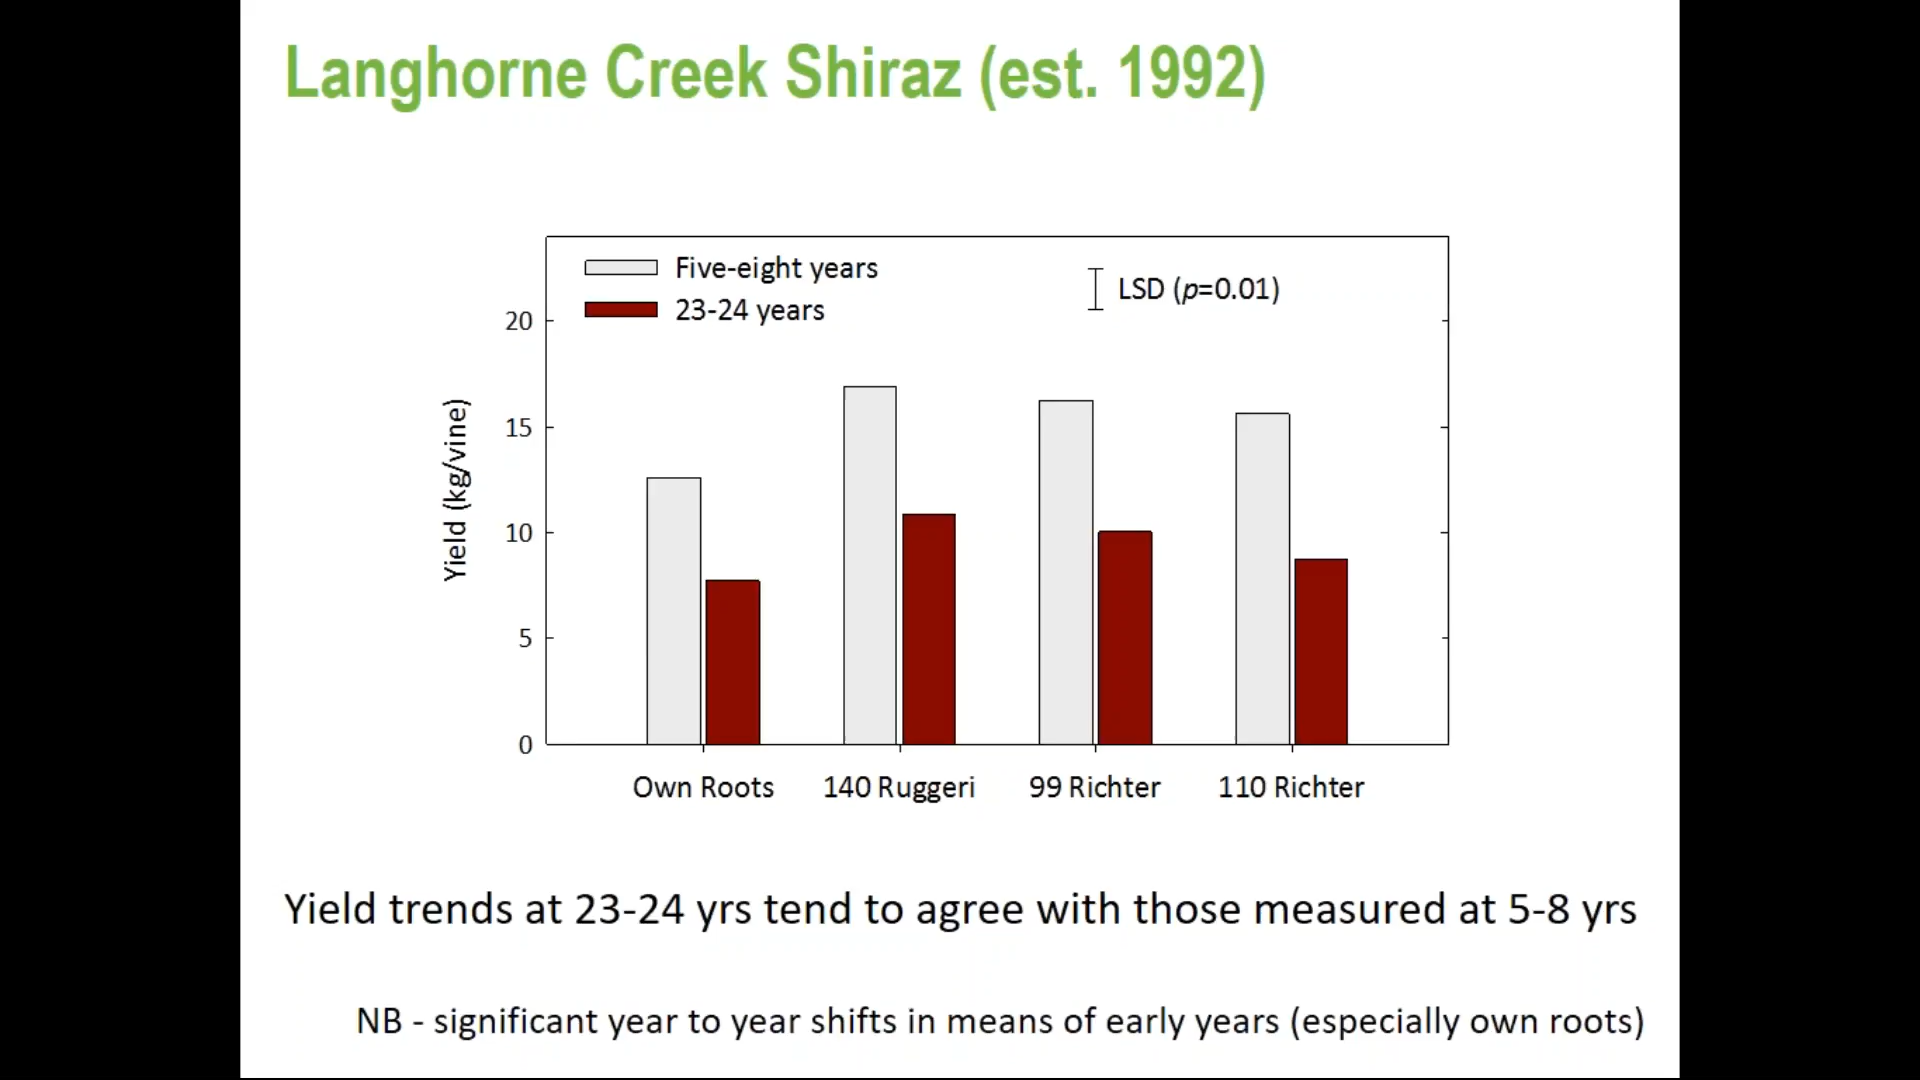 Langhorne Creek Shiraz (est. 1992)
Five-eight years
23-24 years
LSD (p=0.01)
Yield (kg/vine)
20
15
10
5
0
Own Roots
140 Ruggeri
99 Richter
110 Richter
Yield trends at 23-24 yrs tend to agree with those measured at 5-8 yrs
NB - significant year to year shifts in means of early years (especially own roots)